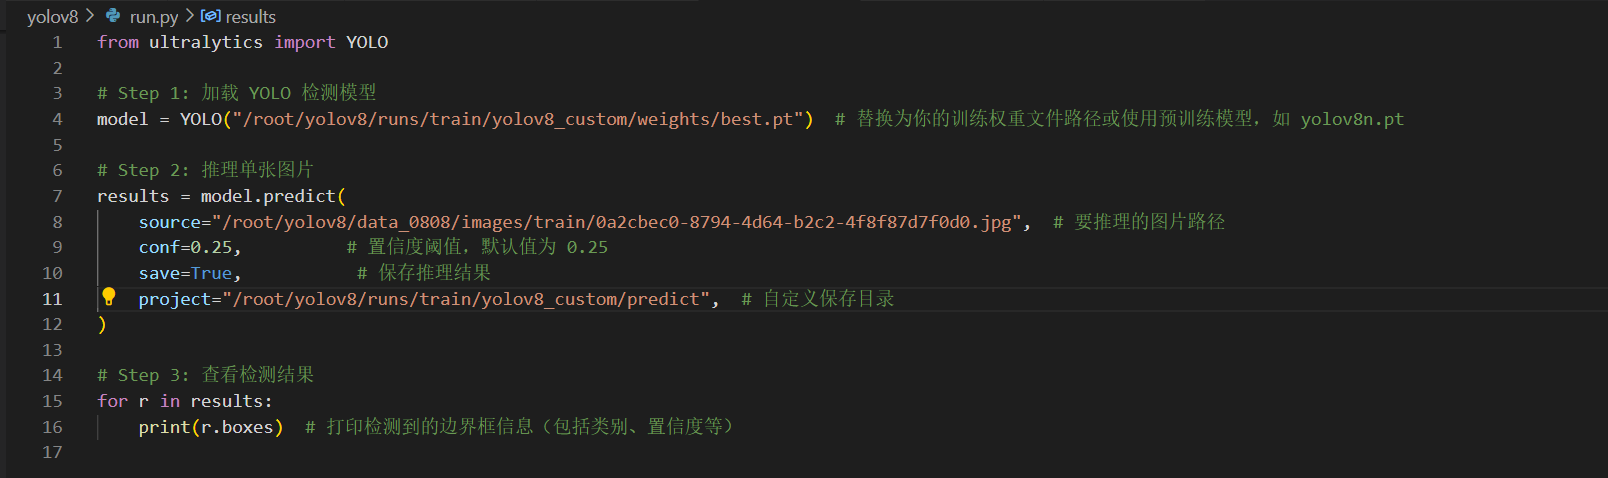 yolov8 > run.py > results
1 from ultralytics import YOLO
2
3 # Step 1: 加载 YOLO 检测模型
4 model = YOLO("/root/yolov8/runs/train/yolov8_custom/weights/best.pt")  # 替换为你的训练权重文件路径或使用预训练模型，如 yolov8n.pt
5
6 # Step 2: 推理单张图片
7 results = model.predict(
8     source="/root/yolov8/data_0808/images/train/0a2cbec0-8794-4d64-b2c2-4f8f87d7f0d0.jpg",  # 要推理的图片路径
9     conf=0.25,          # 置信度阈值，默认值为 0.25
10     save=True,           # 保存推理结果
11     project="/root/yolov8/runs/train/yolov8_custom/predict",  # 自定义保存目录
12 )
13
14 # Step 3: 查看检测结果
15 for r in results:
16     print(r.boxes)  # 打印检测到的边界框信息（包括类别、置信度等）
17